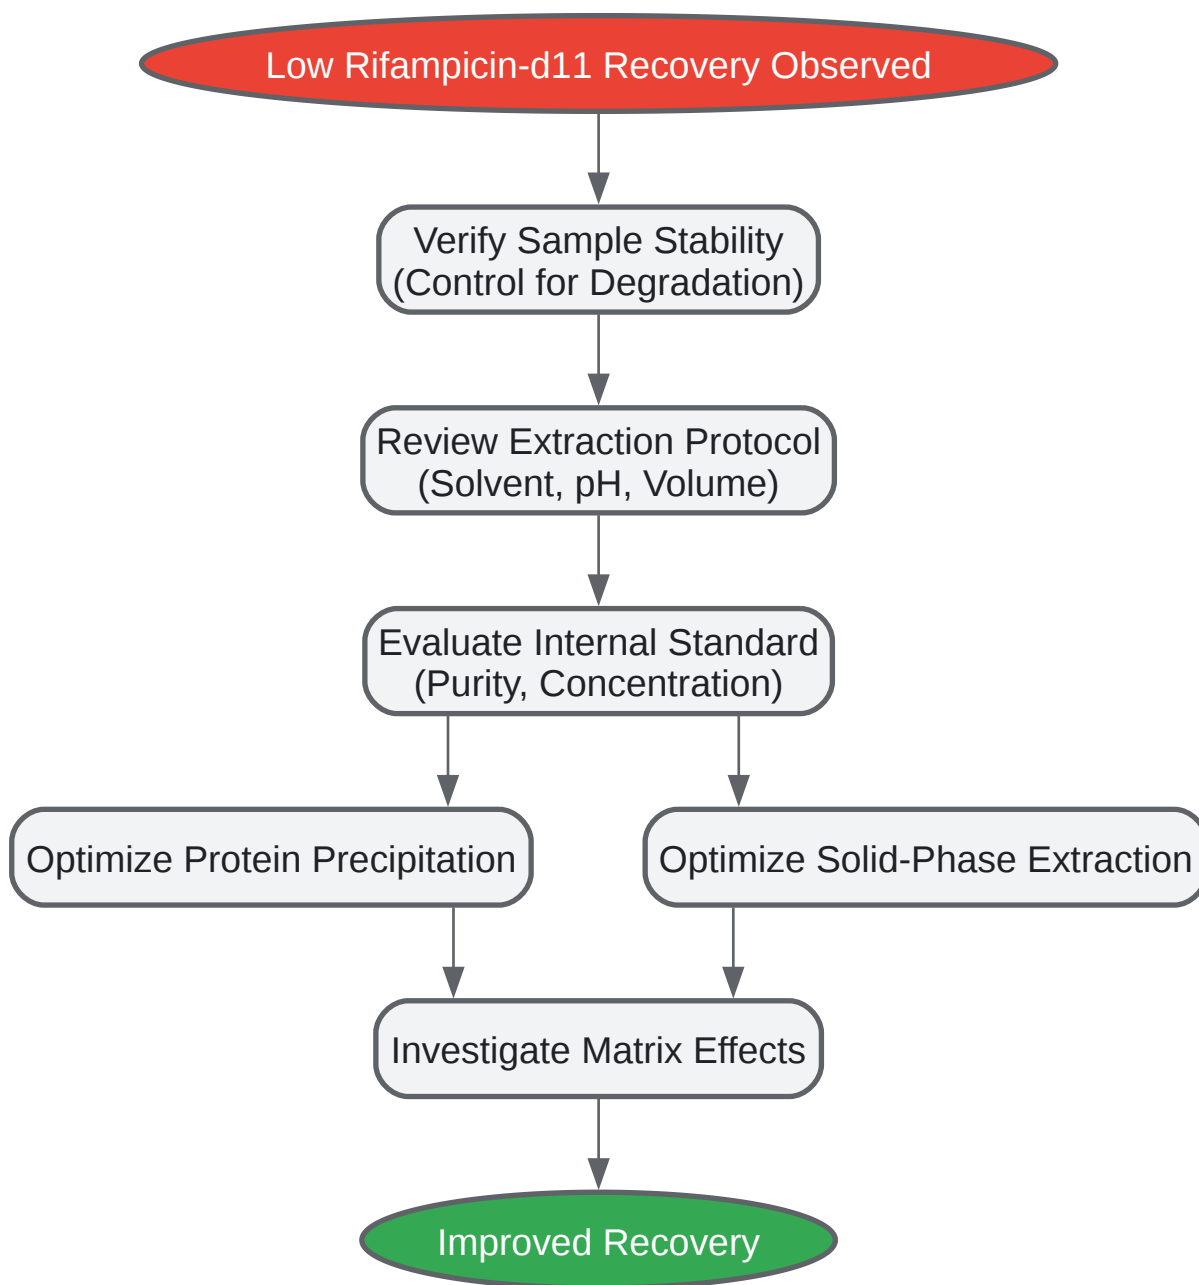 Low Rifampicin-d11 Recovery Observed
Verify Sample Stability
(Control for Degradation)
Review Extraction Protocol
(Solvent, pH, Volume)
Evaluate Internal Standard
(Purity, Concentration)
Optimize Protein Precipitation
Optimize Solid-Phase Extraction
Investigate Matrix Effects
Improved Recovery